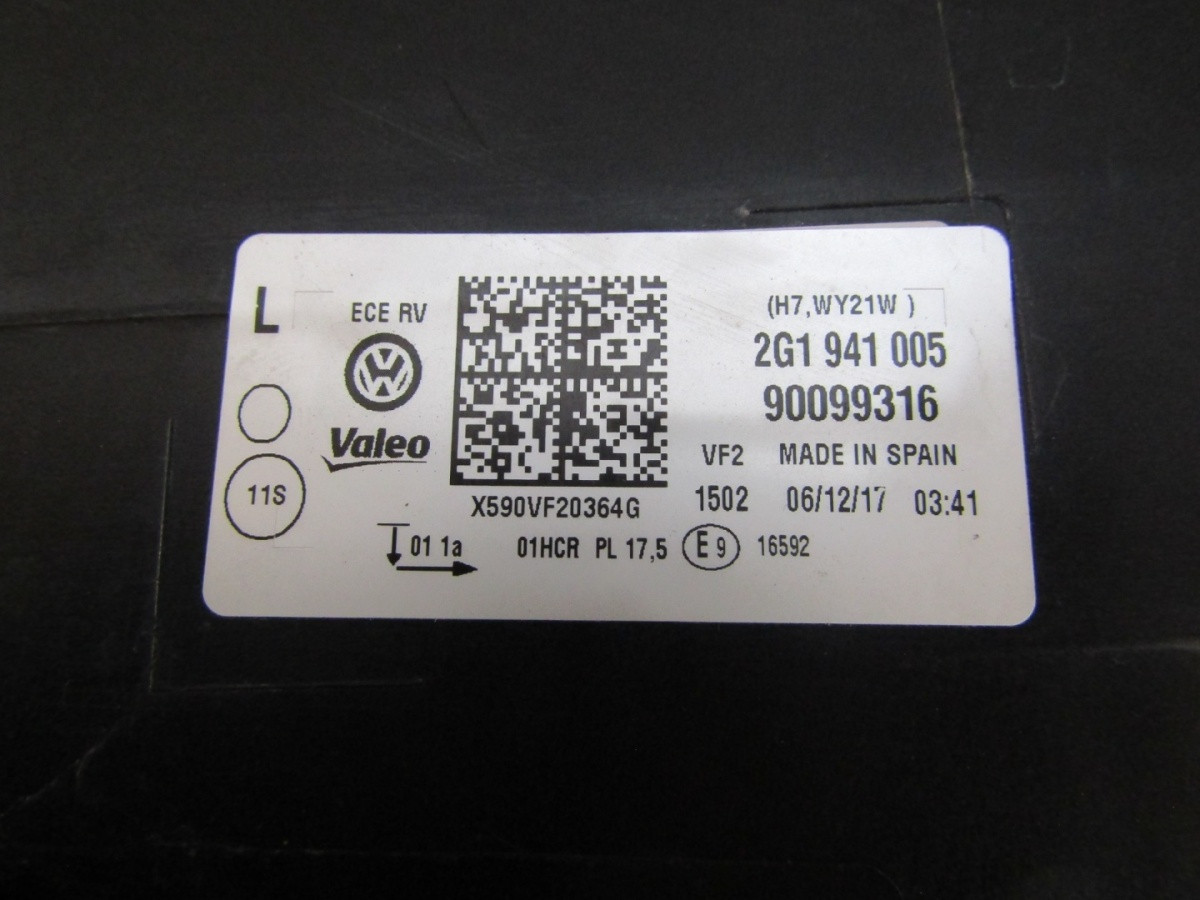 L
ECE RV
(H7,WY21W )
2G1 941 005
90099316
Valeo
VF2 MADE IN SPAIN
11S
X590VF20364G
1502 06/12/17 03:41
01 1a 01HCR PL 17,5 E9 16592